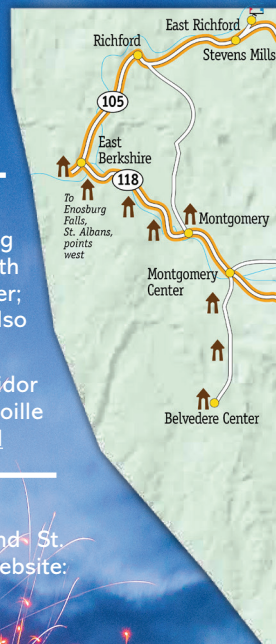 East Richford
Richford
Stevens Mills
105
East
Berkshire
118
To
Enosburg
Falls,
St. Albans,
points
west
Montgomery
Montgomery
Center
Belvedere Center
g
th
er;
lso
idor
oille
l
nd St.
ebsite: